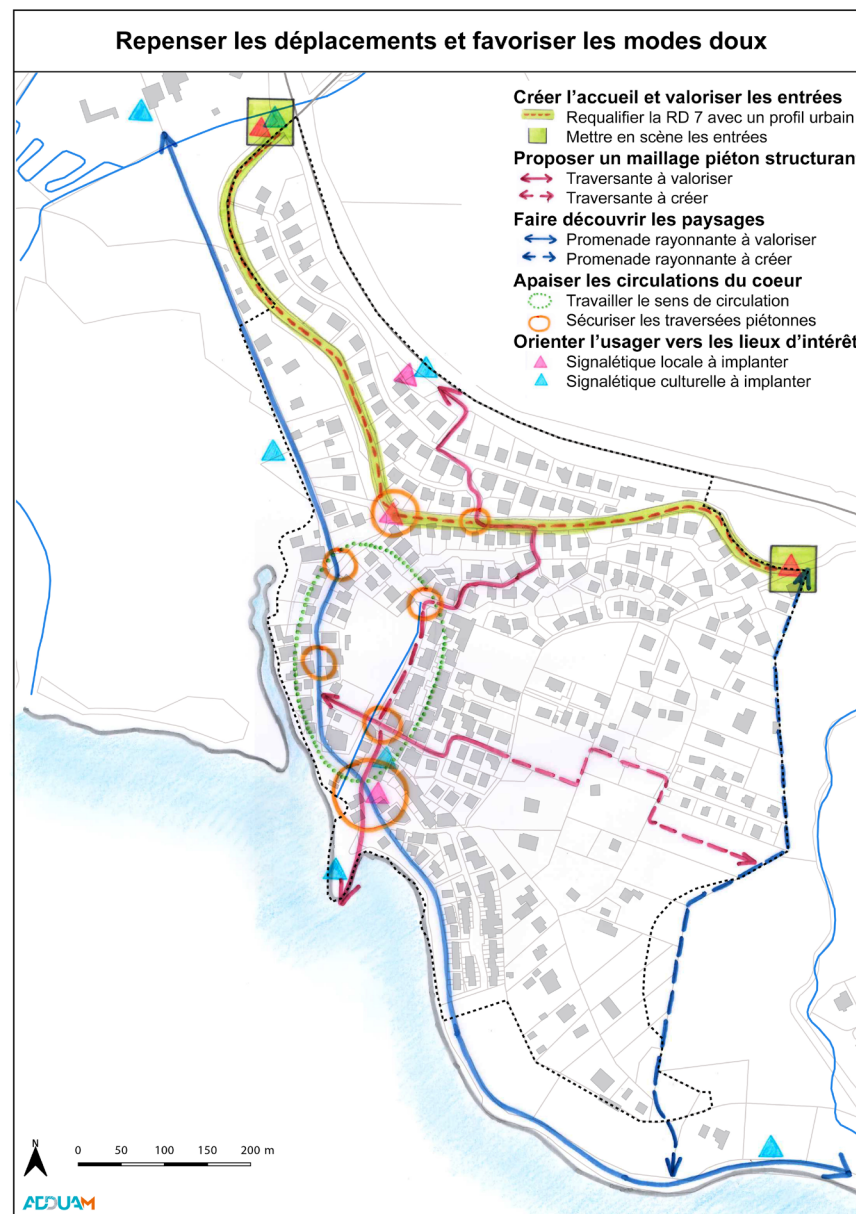 Repenser les déplacements et favoriser les modes doux
Créer l’accueil et valoriser les entrées
Requalifier la RD 7 avec un profil urbain
Mettre en scène les entrées
Proposer un maillage piéton structuran
Traversante à valoriser
Traversante à créer
Faire découvrir les paysages
Promenade rayonnante à valoriser
Promenade rayonnante à créer
Apaiser les circulations du coeur
Travailler le sens de circulation
Sécuriser les traversées piétonnes
Orienter l’usager vers les lieux d’intérêt
Signalétique locale à implanter
Signalétique culturelle à implanter
N
0 50 100 150 200 m
ADDUAM